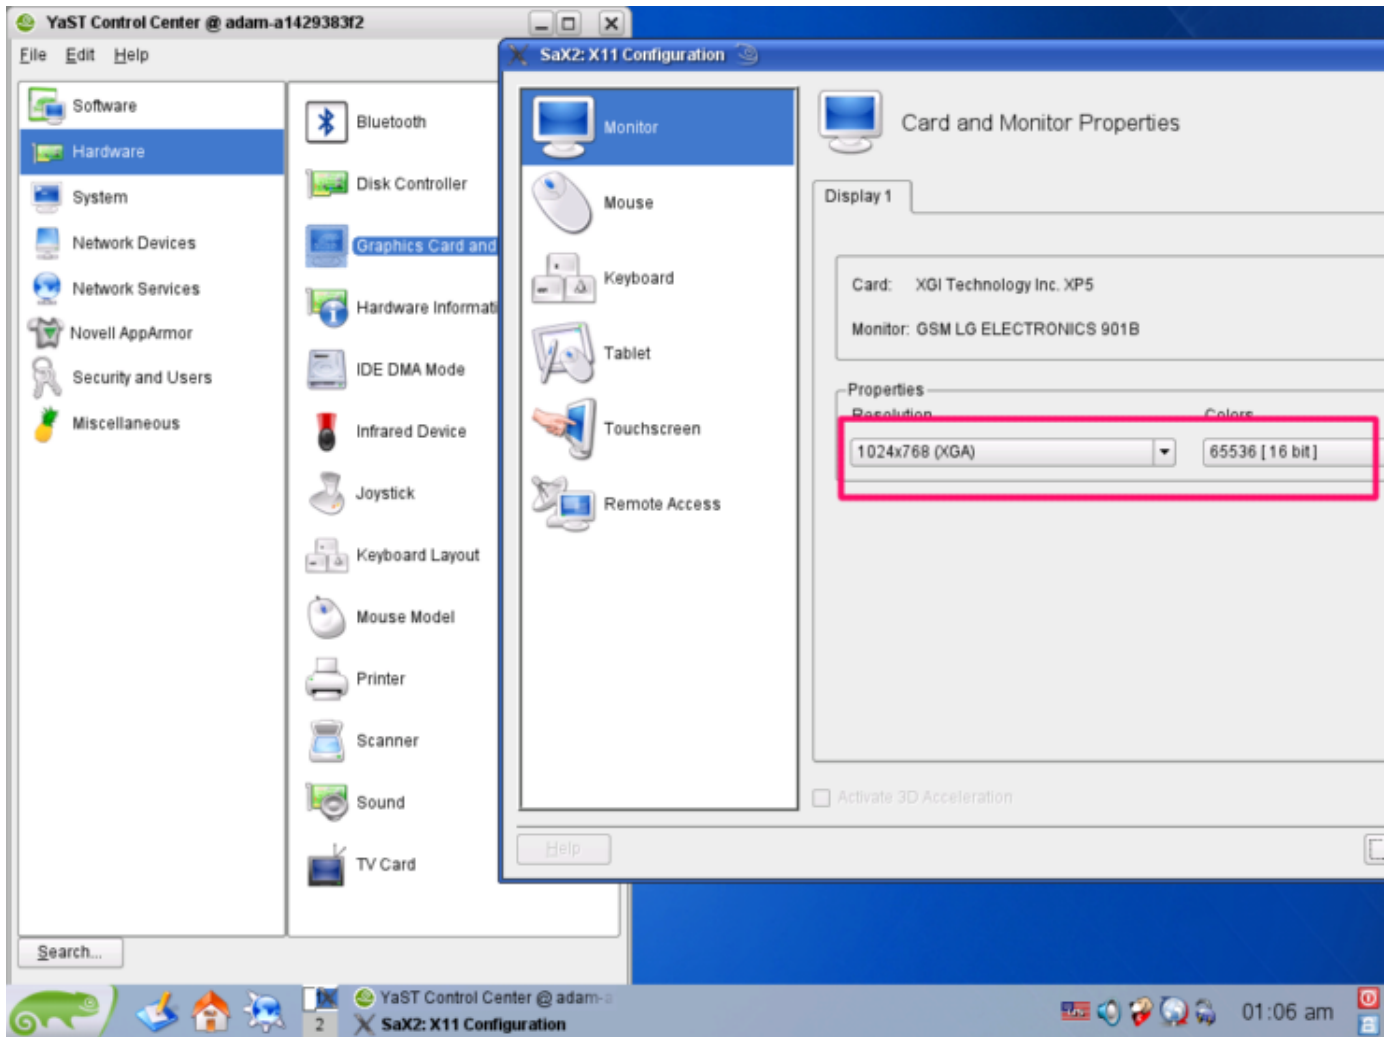 YaST Control Center @ adam-a1429383f2
File Edit Help
Software
Hardware
System
Network Devices
Network Services
Novell AppArmor
Security and Users
Miscellaneous
Search...
Bluetooth
Disk Controller
Graphics Card and
Hardware Informati
IDE DMA Mode
Infrared Device
Joystick
Keyboard Layout
Mouse Model
Printer
Scanner
Sound
TV Card
SaX2: X11 Configuration
Monitor
Mouse
Keyboard
Tablet
Touchscreen
Remote Access
Card and Monitor Properties
Display 1
Card: XGI Technology Inc. XP5
Monitor: GSM LG ELECTRONICS 901B
Properties
Resolution Colors
1024x768 (XGA) 65536 [ 16 bit ]
Activate 3D Acceleration
Help
2
YaST Control Center @ adam-a
SaX2: X11 Configuration
01:06 am